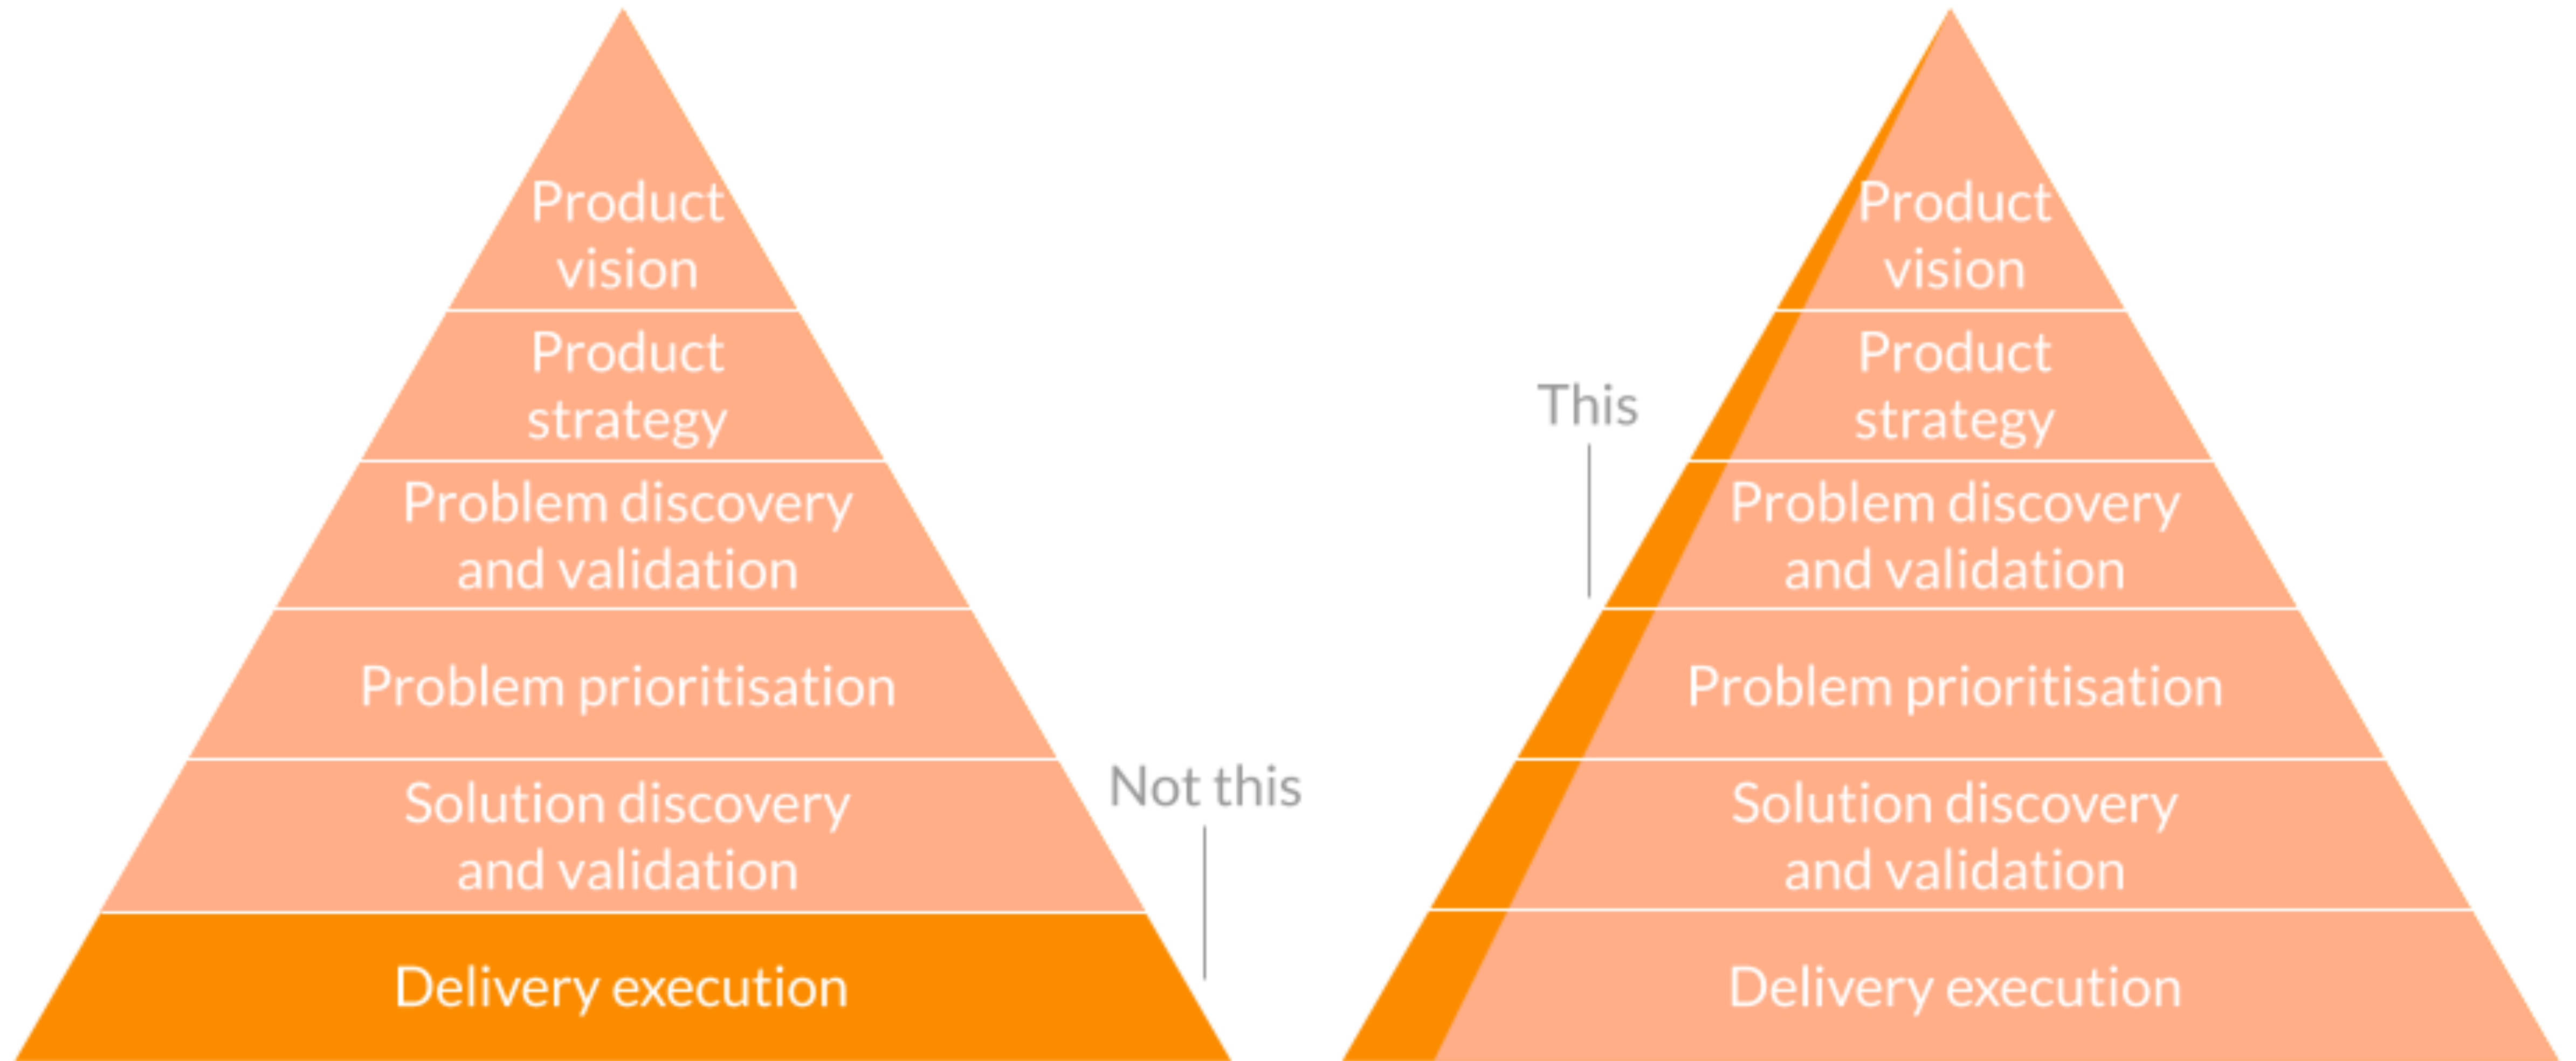 Product
vision
Product
strategy
Problem discovery
and validation
Problem prioritisation
Solution discovery
and validation
Delivery execution
Not this
This
Product
vision
Product
strategy
Problem discovery
and validation
Problem prioritisation
Solution discovery
and validation
Delivery execution